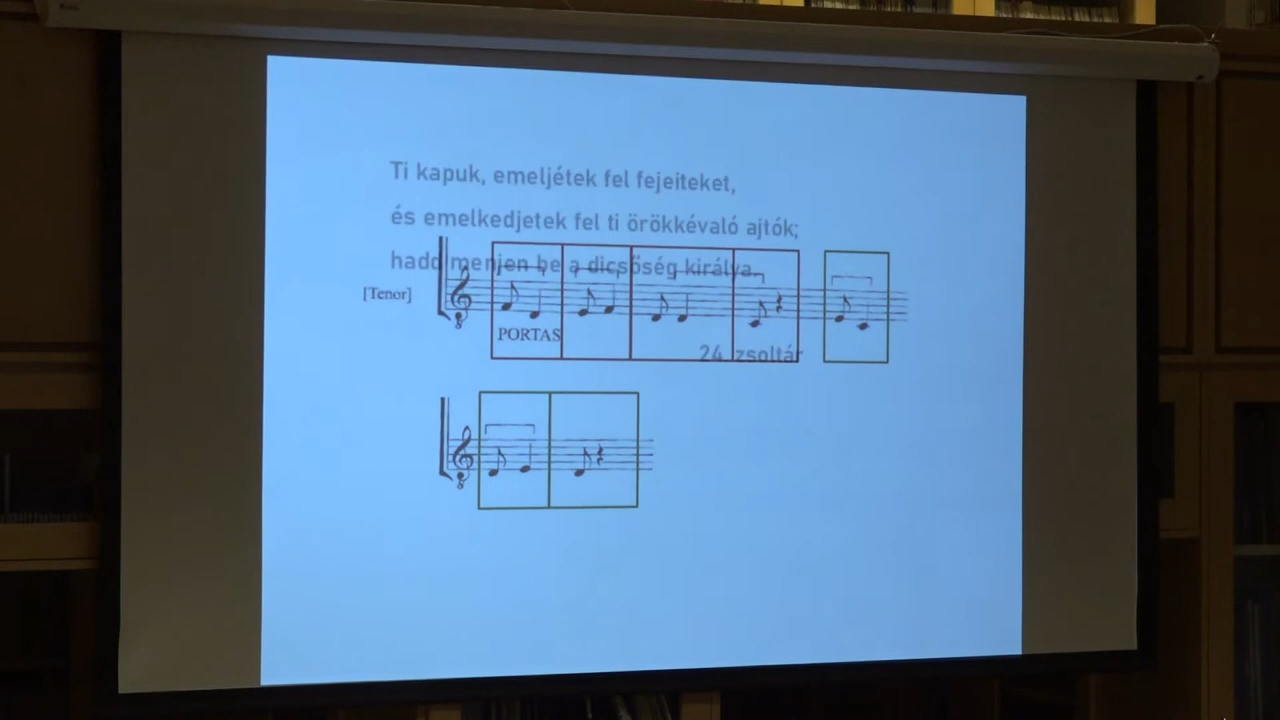 Ti kapuk, emeljétek fel fejeiteket,
és emelkedjetek fel ti örökkévaló ajtók;
hadd menjen be a dicsőség királya.
[Tenor]
PORTAS
24 zsoltár